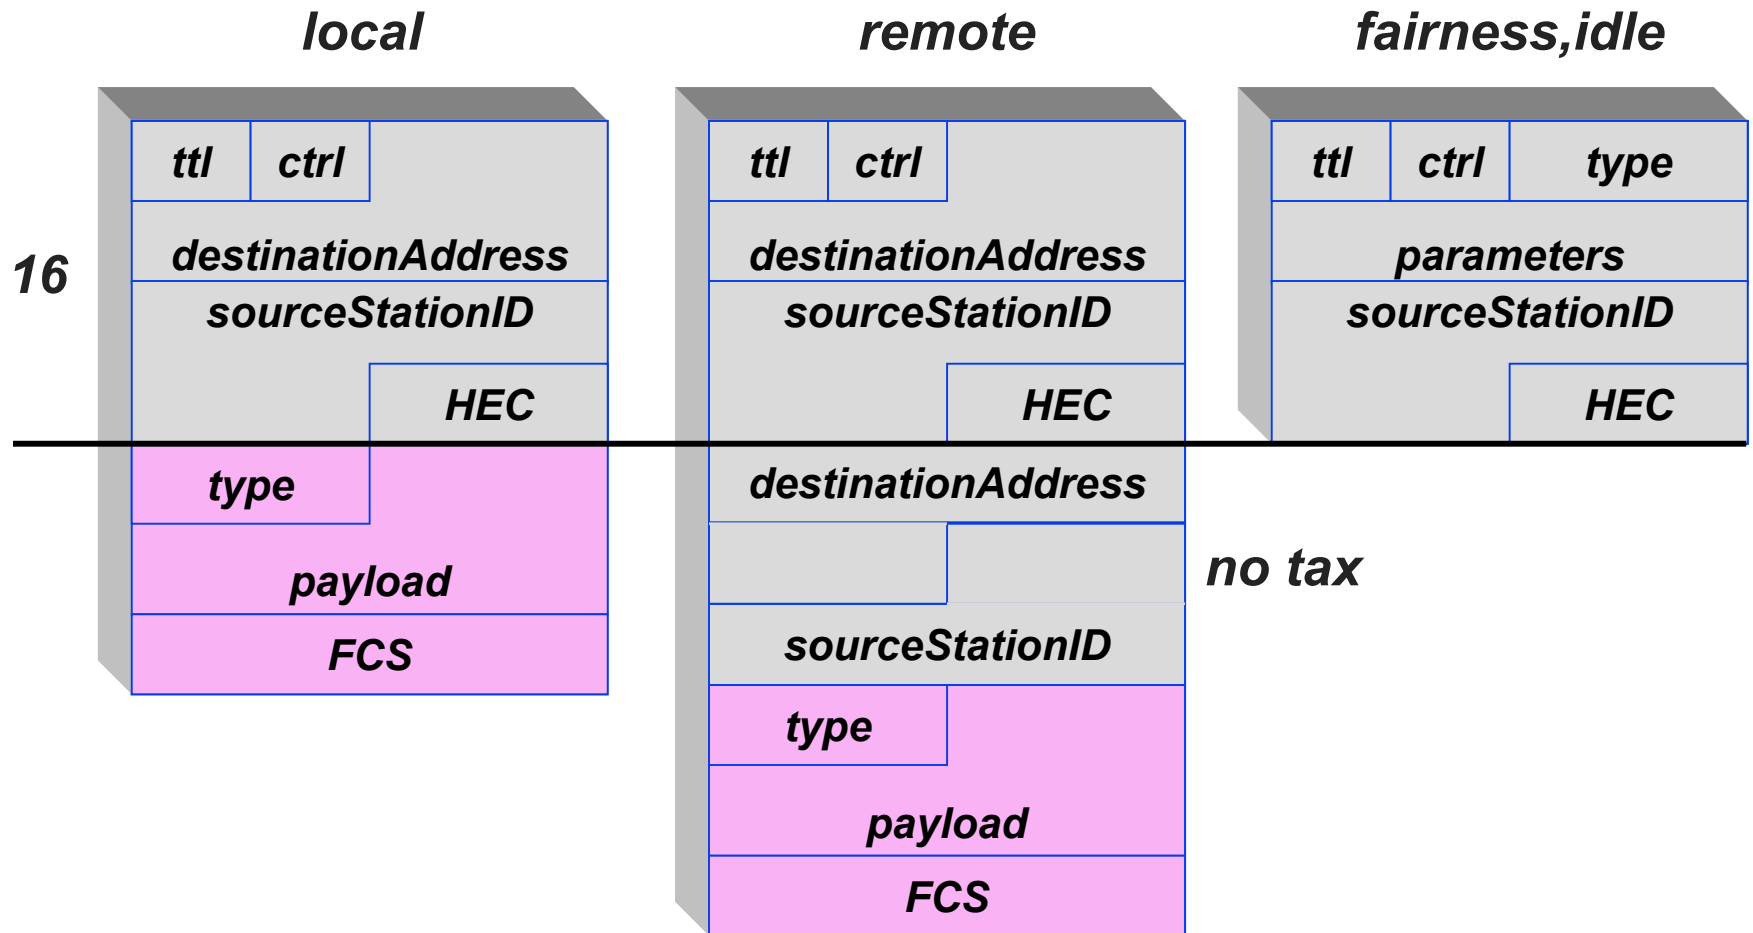 local
remote
fairness,idle
ttl ctrl
destinationAddress
16
sourceStationID
HEC
type
payload
FCS
ttl ctrl
destinationAddress
sourceStationID
HEC
destinationAddress
no tax
sourceStationID
type
payload
FCS
ttl ctrl type
parameters
sourceStationID
HEC